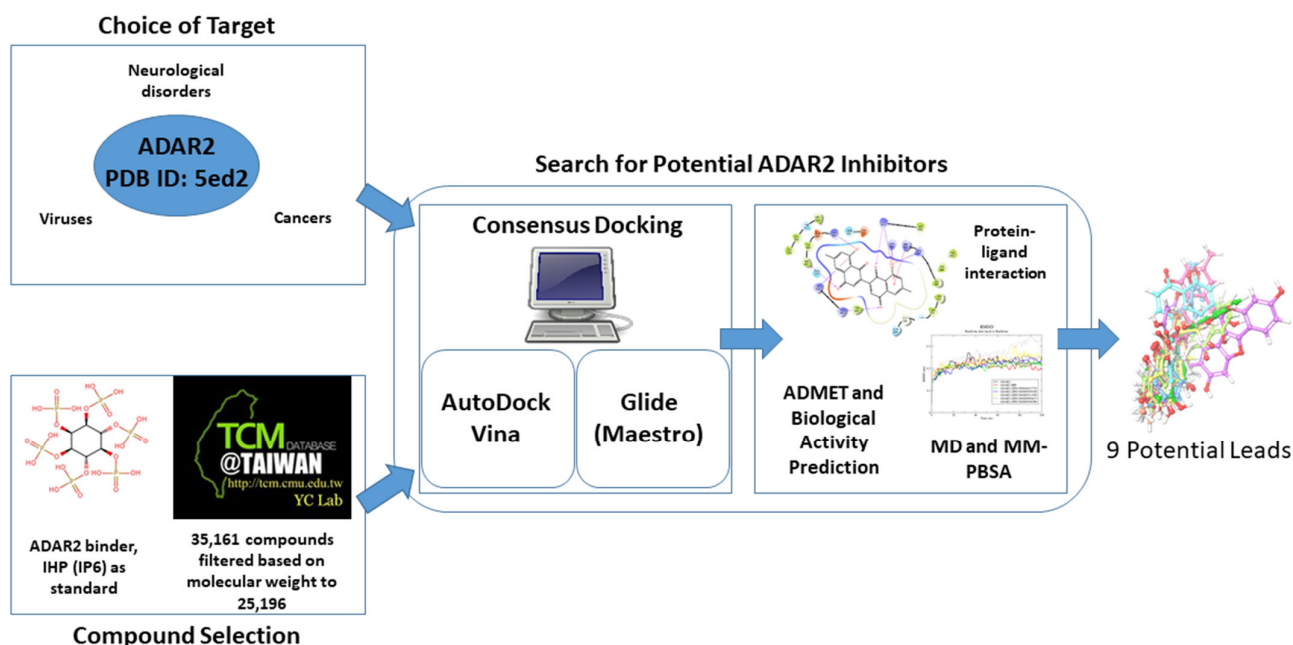 Choice of Target
Neurological
disorders
ADAR2
PDB ID: 5ed2
Viruses
Cancers
Search for Potential ADAR2 Inhibitors
Consensus Docking
AutoDock
Vina
Glide
(Maestro)
Protein-
ligand
interaction
ADMET and
Biological
Activity
Prediction
MD and MM-
PBSA
9 Potential Leads
TCM DATABASE
@TAIWAN
http://tcm.cmu.edu.tw
YC Lab
ADAR2 binder,
IHP (IP6) as
standard
35,161 compounds
filtered based on
molecular weight to
25,196
Compound Selection